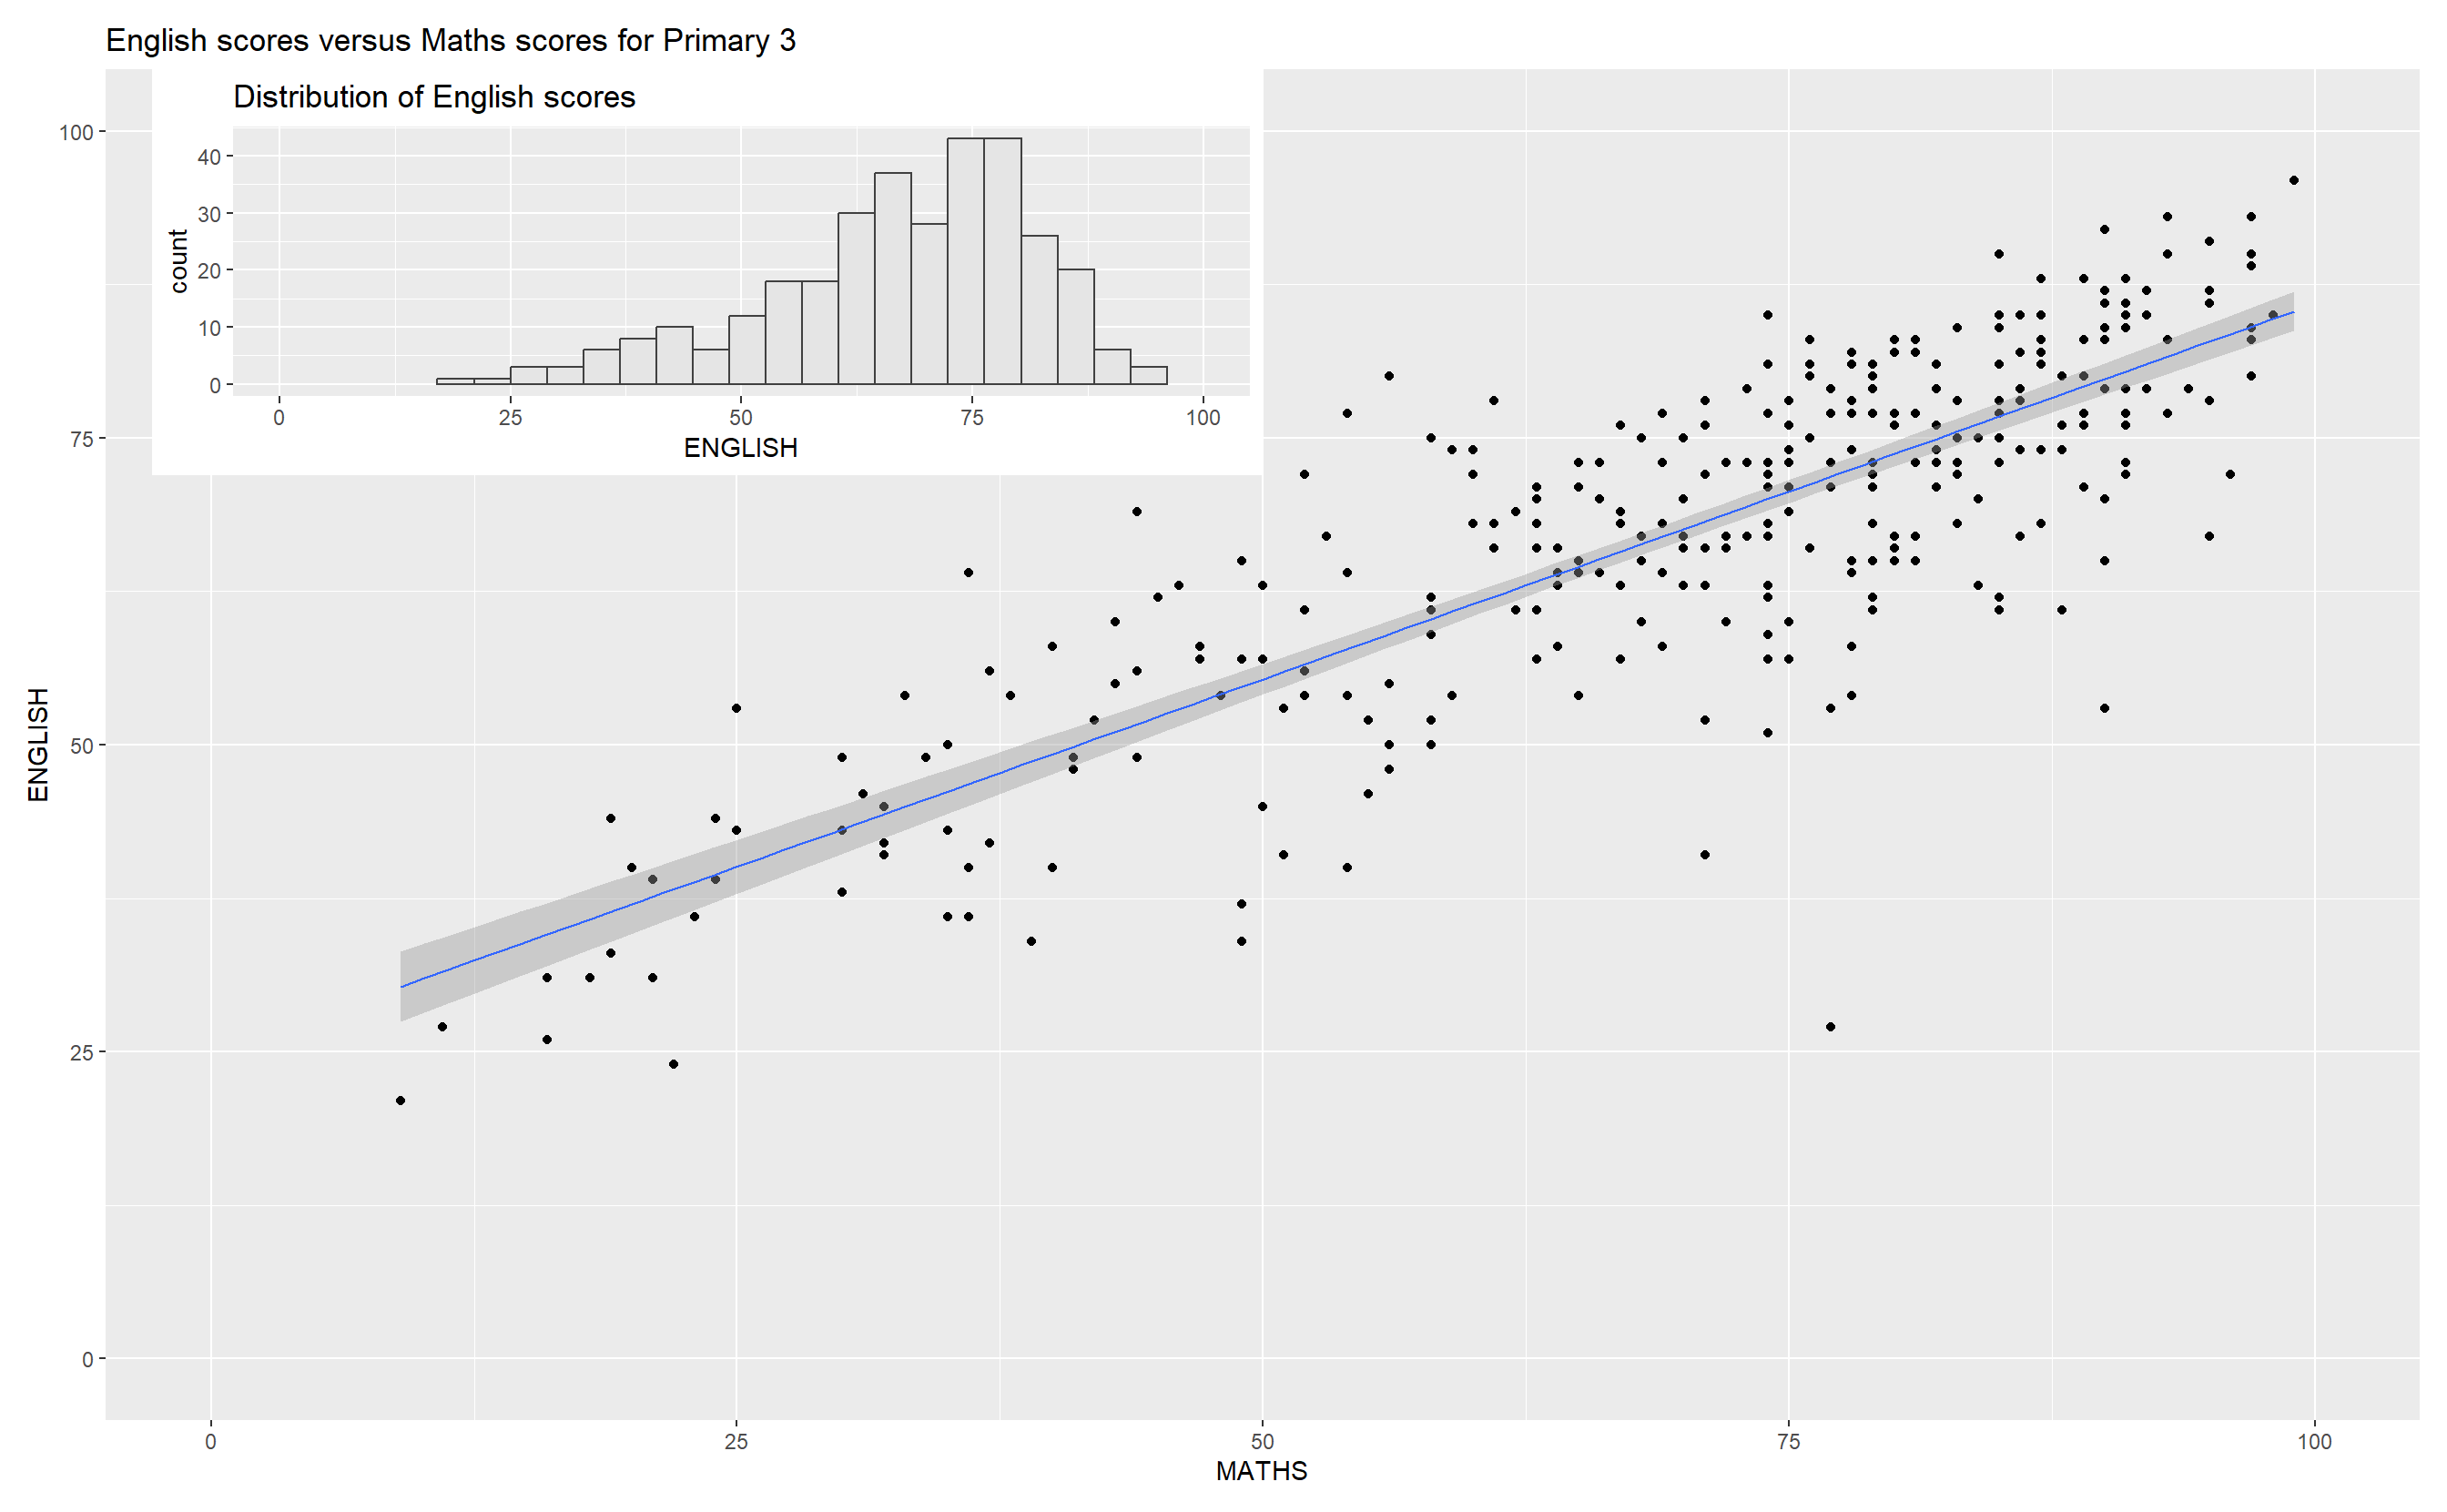 English scores versus Maths scores for Primary 3
Distribution of English scores
40
30
20
10
0
count
0 25 50 75 100
ENGLISH
100
75
50
25
0
ENGLISH
0 25 50 75 100
MATHS